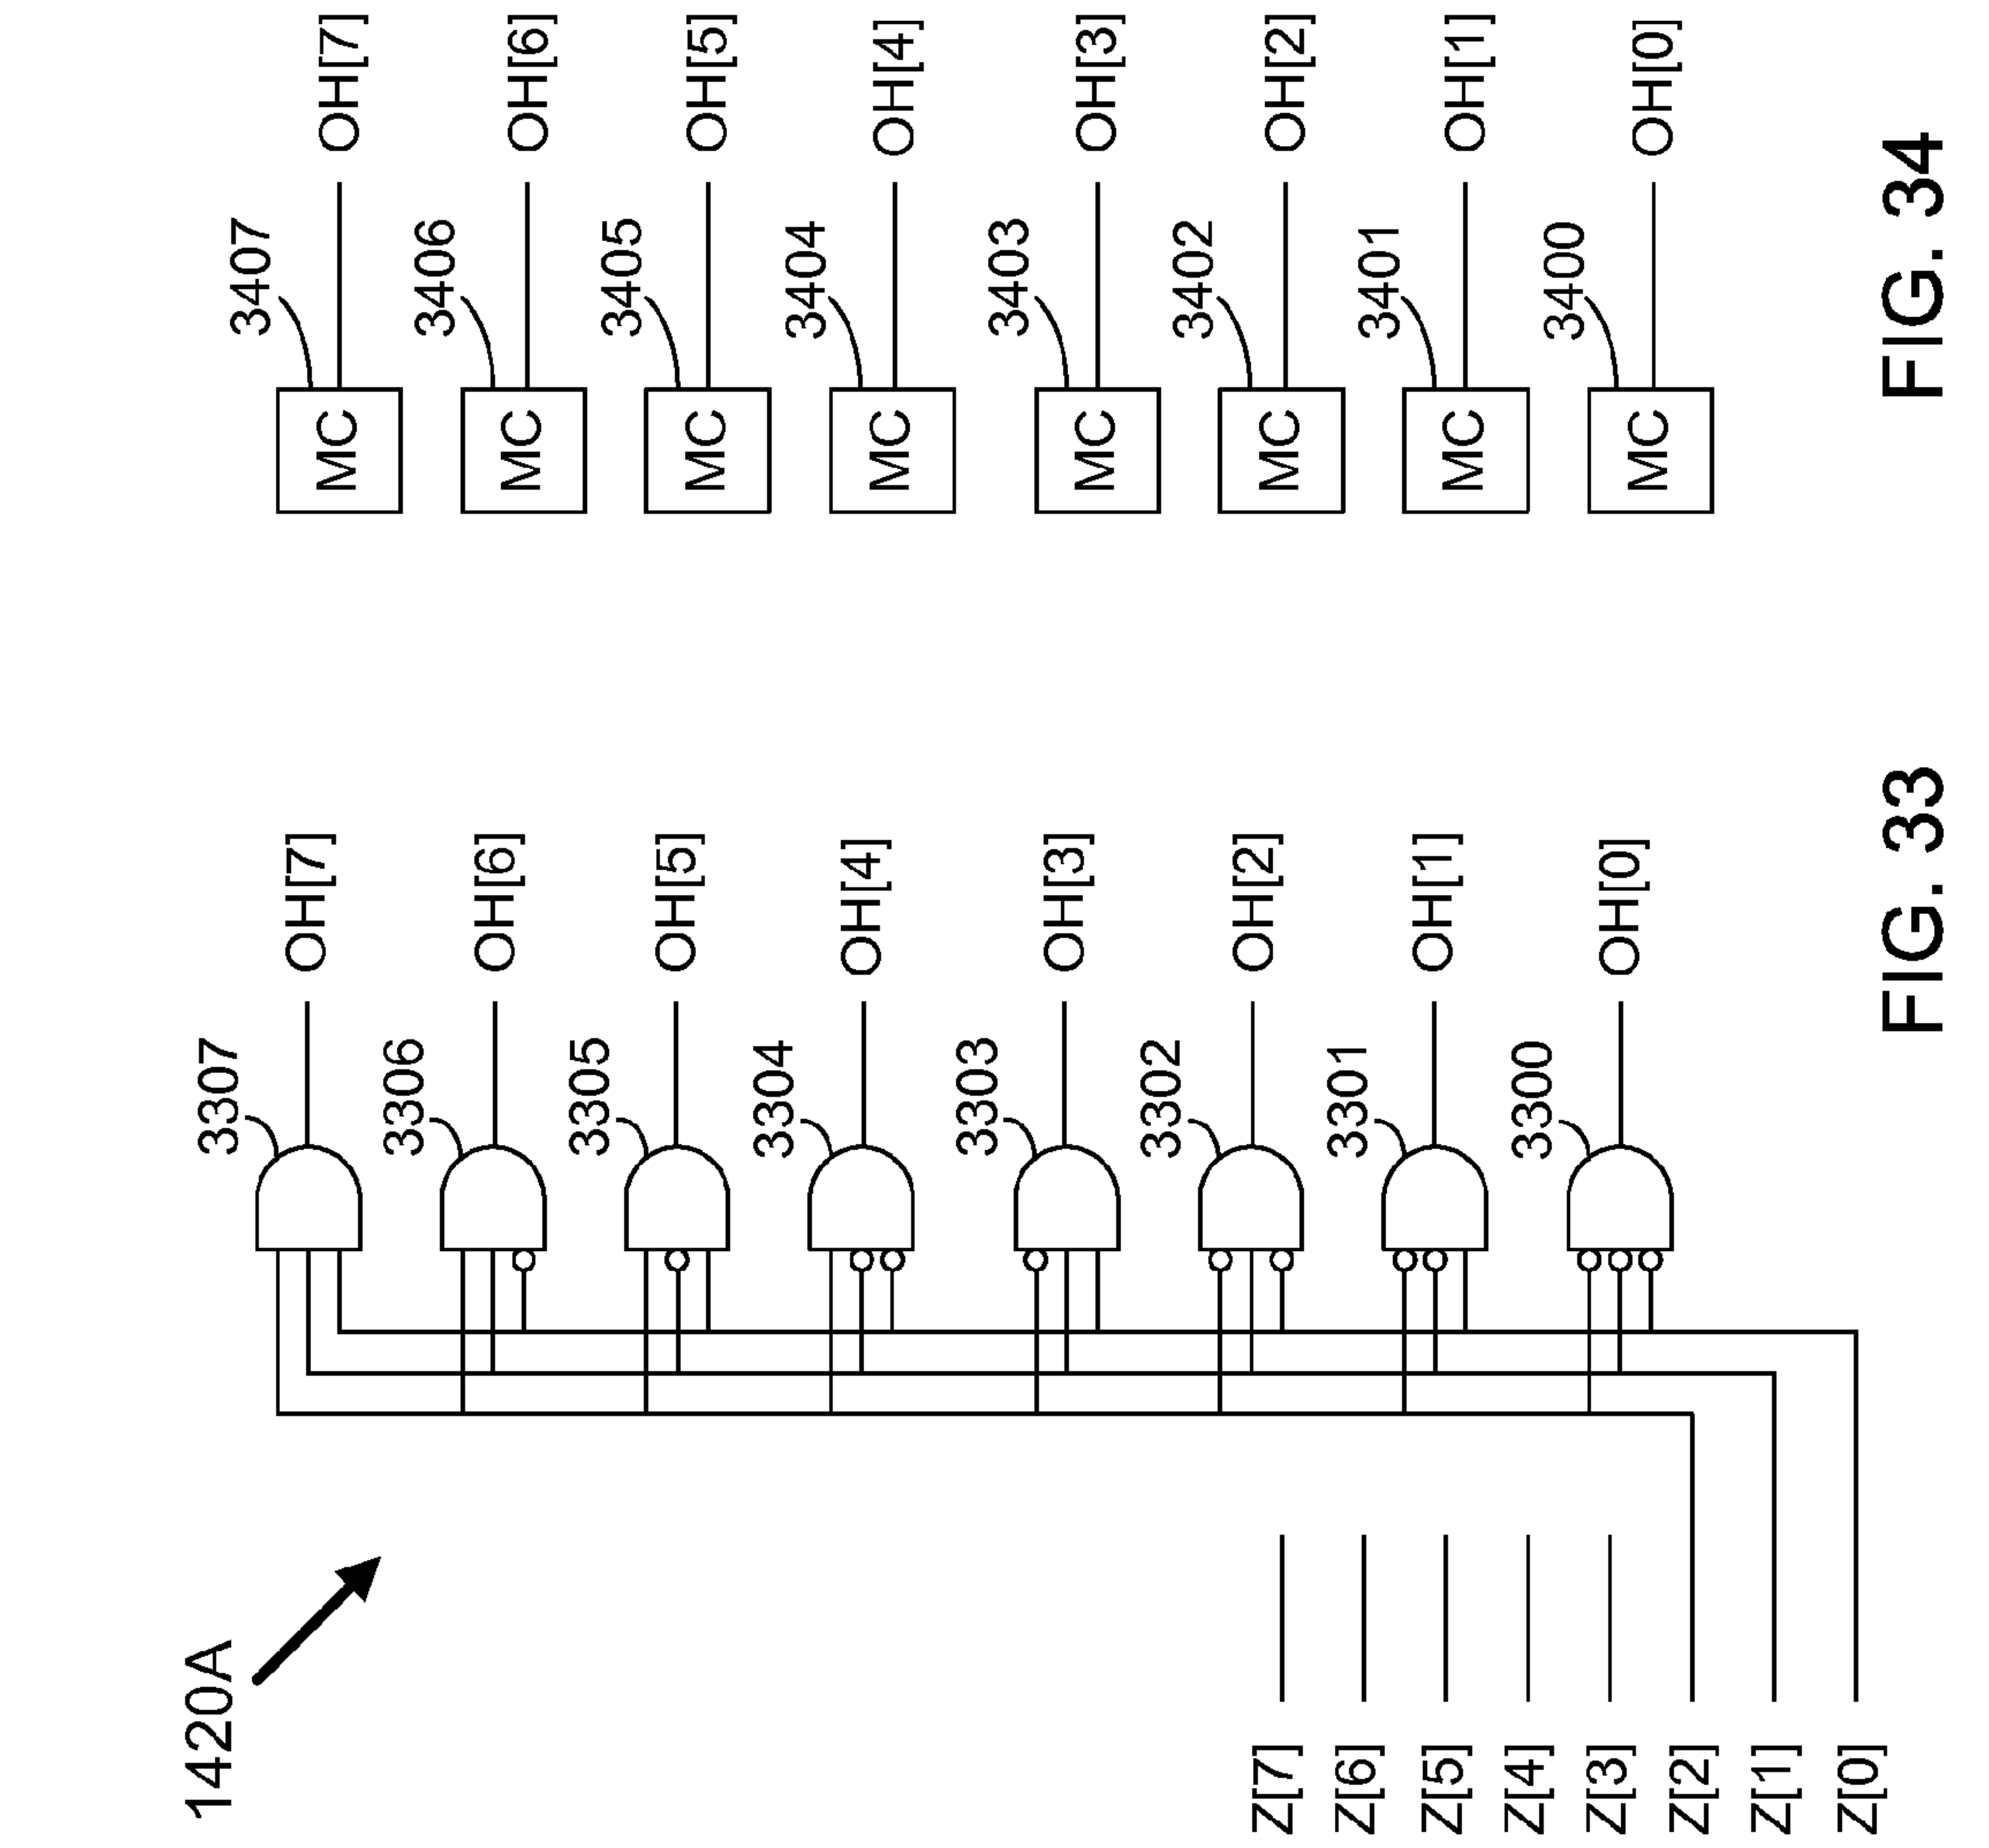 1420A
Z[7]
Z[6]
Z[5]
Z[4]
Z[3]
Z[2]
Z[1]
Z[0]
3307
OH[7]
3306
OH[6]
3305
OH[5]
3304
OH[4]
3303
OH[3]
3302
OH[2]
3301
OH[1]
3300
OH[0]
FIG. 33
MC
3407
OH[7]
MC
3406
OH[6]
MC
3405
OH[5]
MC
3404
OH[4]
MC
3403
OH[3]
MC
3402
OH[2]
MC
3401
OH[1]
MC
3400
OH[0]
FIG. 34